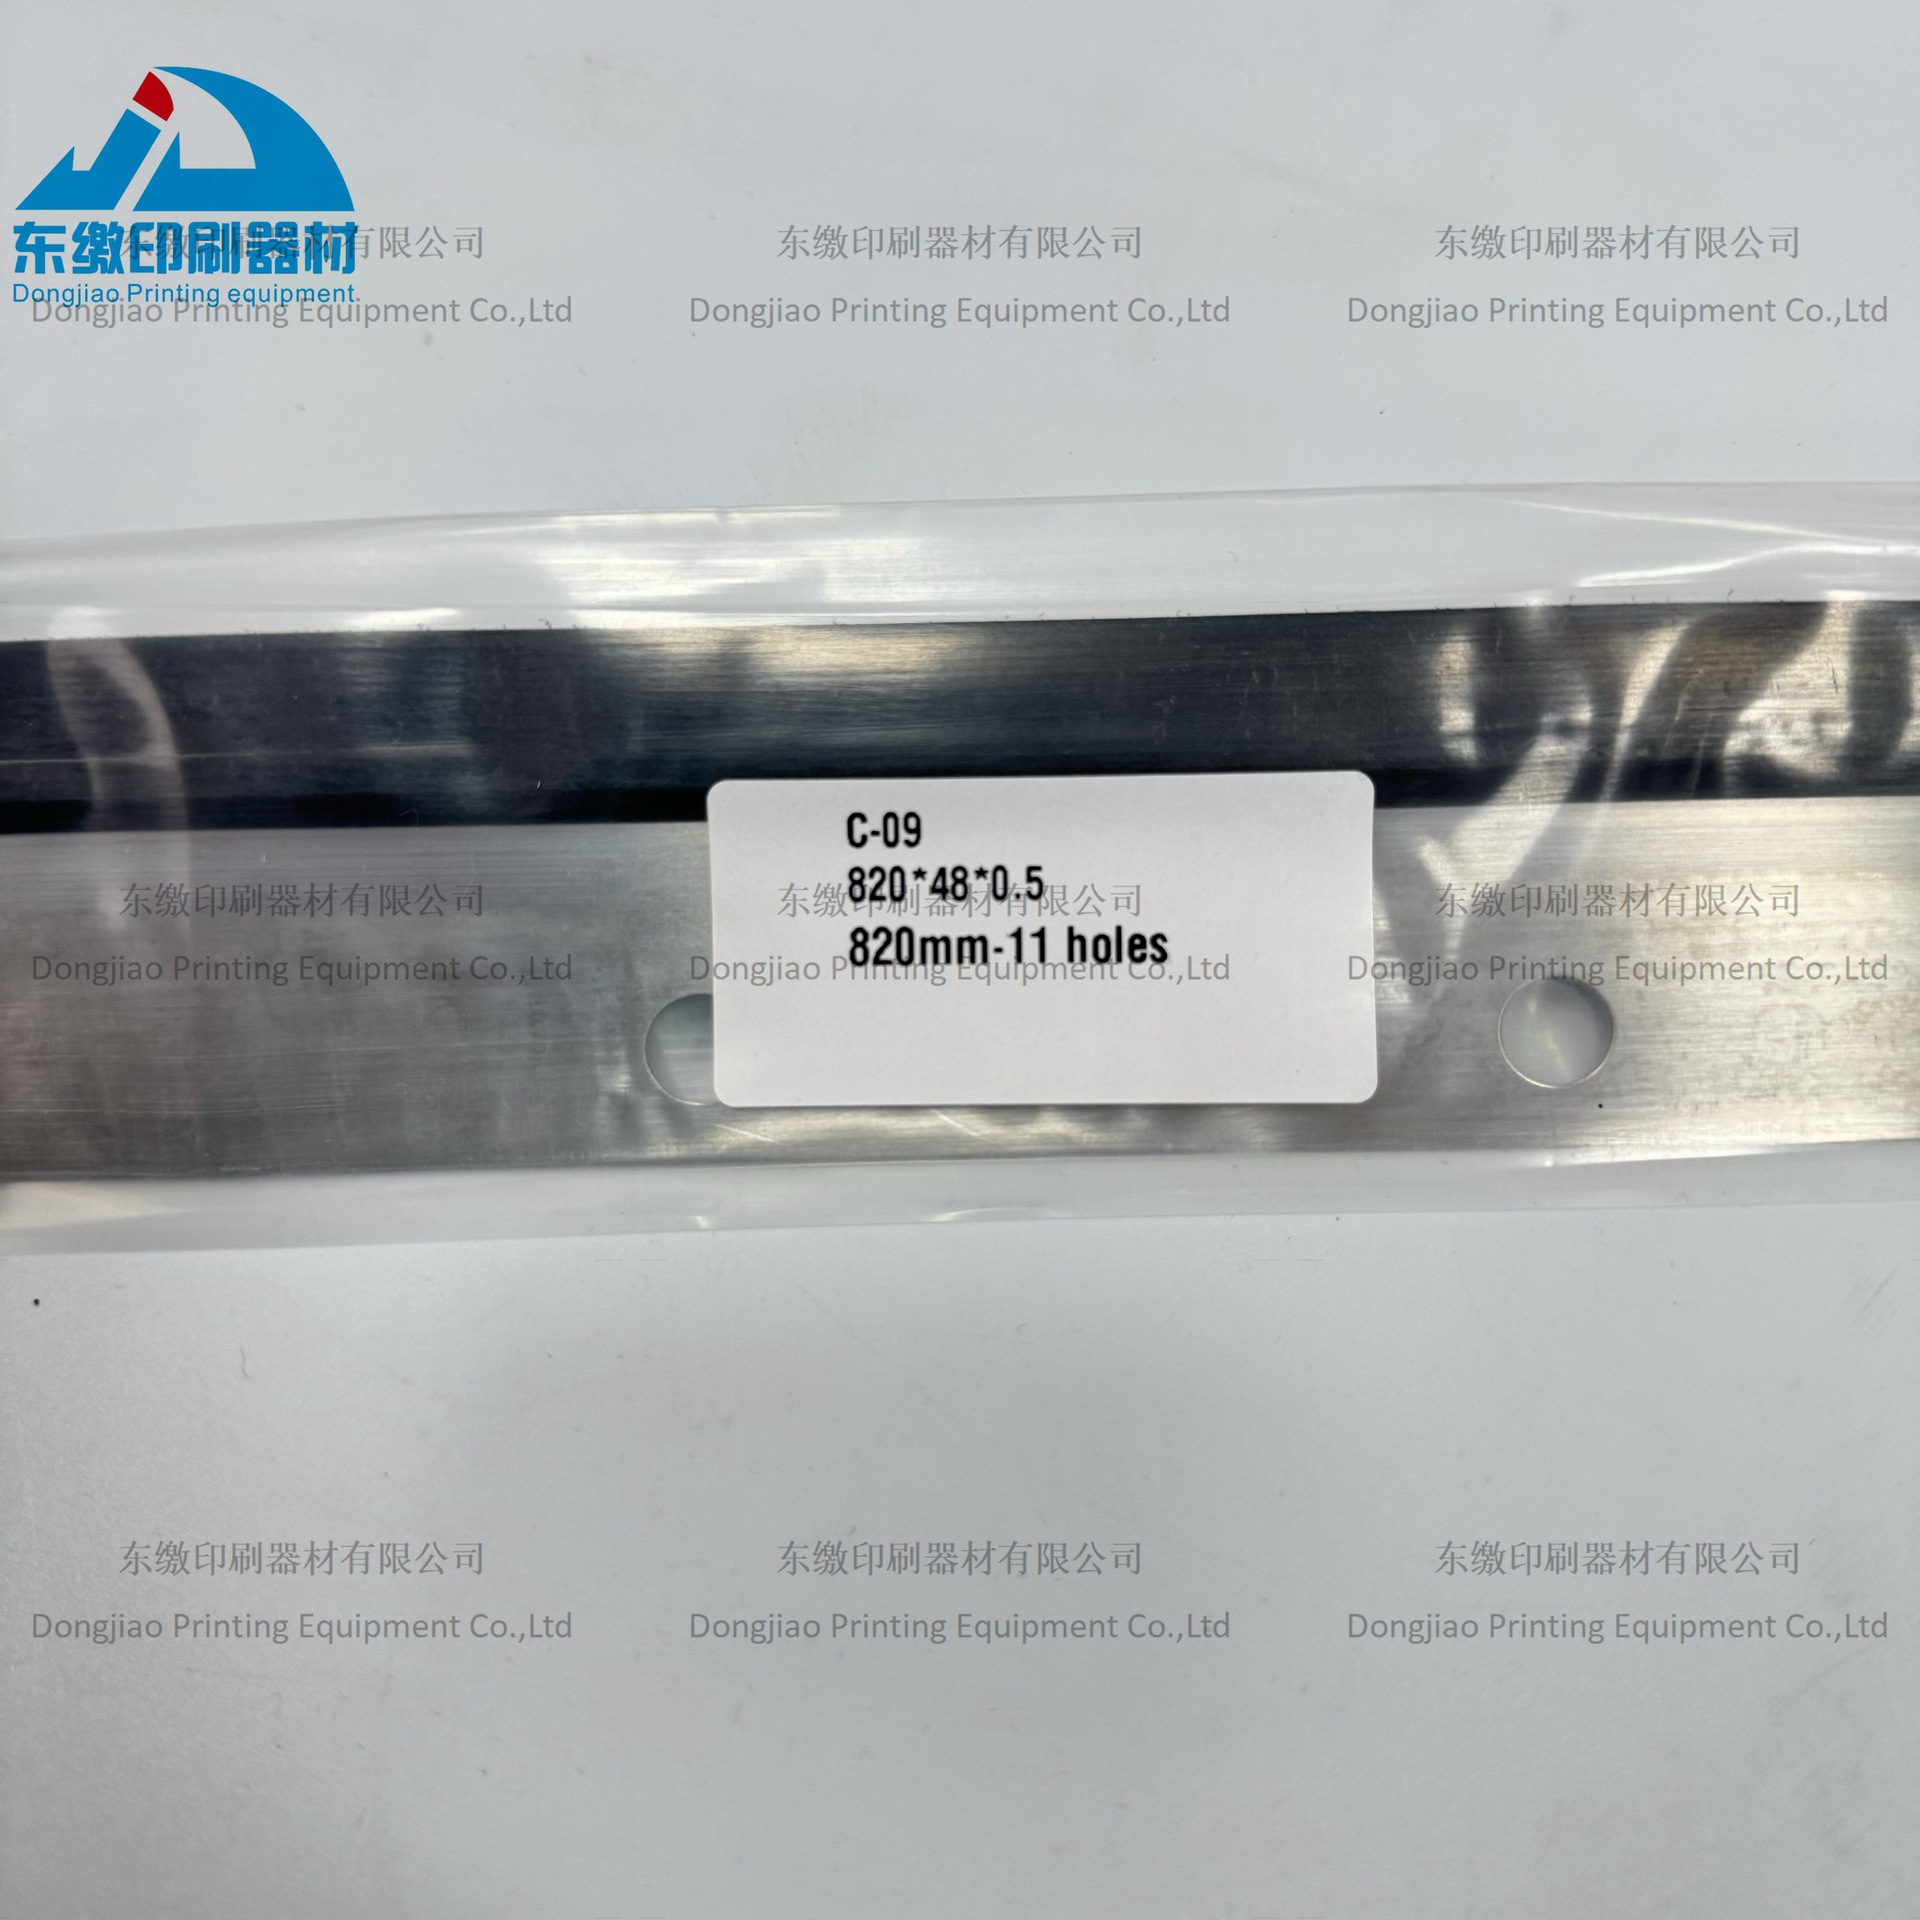 东缴印刷器材
Dongjiao Printing equipment
东缴印刷器材有限公司 东缴印刷器材有限公司 东缴印刷器材有限公司
Dongjiao Printing Equipment Co.,Ltd Dongjiao Printing Equipment Co.,Ltd Dongjiao Printing Equipment Co.,Ltd
C-09
820*48*0.5
东缴印刷器材有限公司 东缴印刷器材有限公司 东缴印刷器材有限公司
820mm-11 holes
Dongjiao Printing Equipment Co.,Ltd Dongjiao Printing Equipment Co.,Ltd Dongjiao Printing Equipment Co.,Ltd
东缴印刷器材有限公司 东缴印刷器材有限公司 东缴印刷器材有限公司
Dongjiao Printing Equipment Co.,Ltd Dongjiao Printing Equipment Co.,Ltd Dongjiao Printing Equipment Co.,Ltd